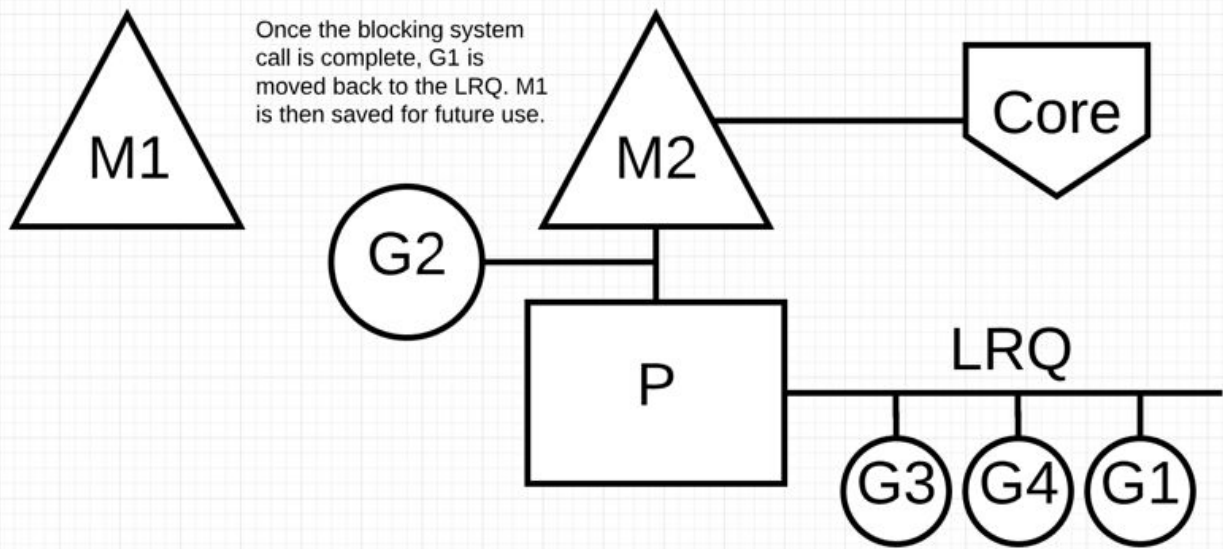 Once the blocking system
call is complete, G1 is
moved back to the LRQ. M1
is then saved for future use.
M1
M2
Core
G2
P
LRQ
G3
G4
G1